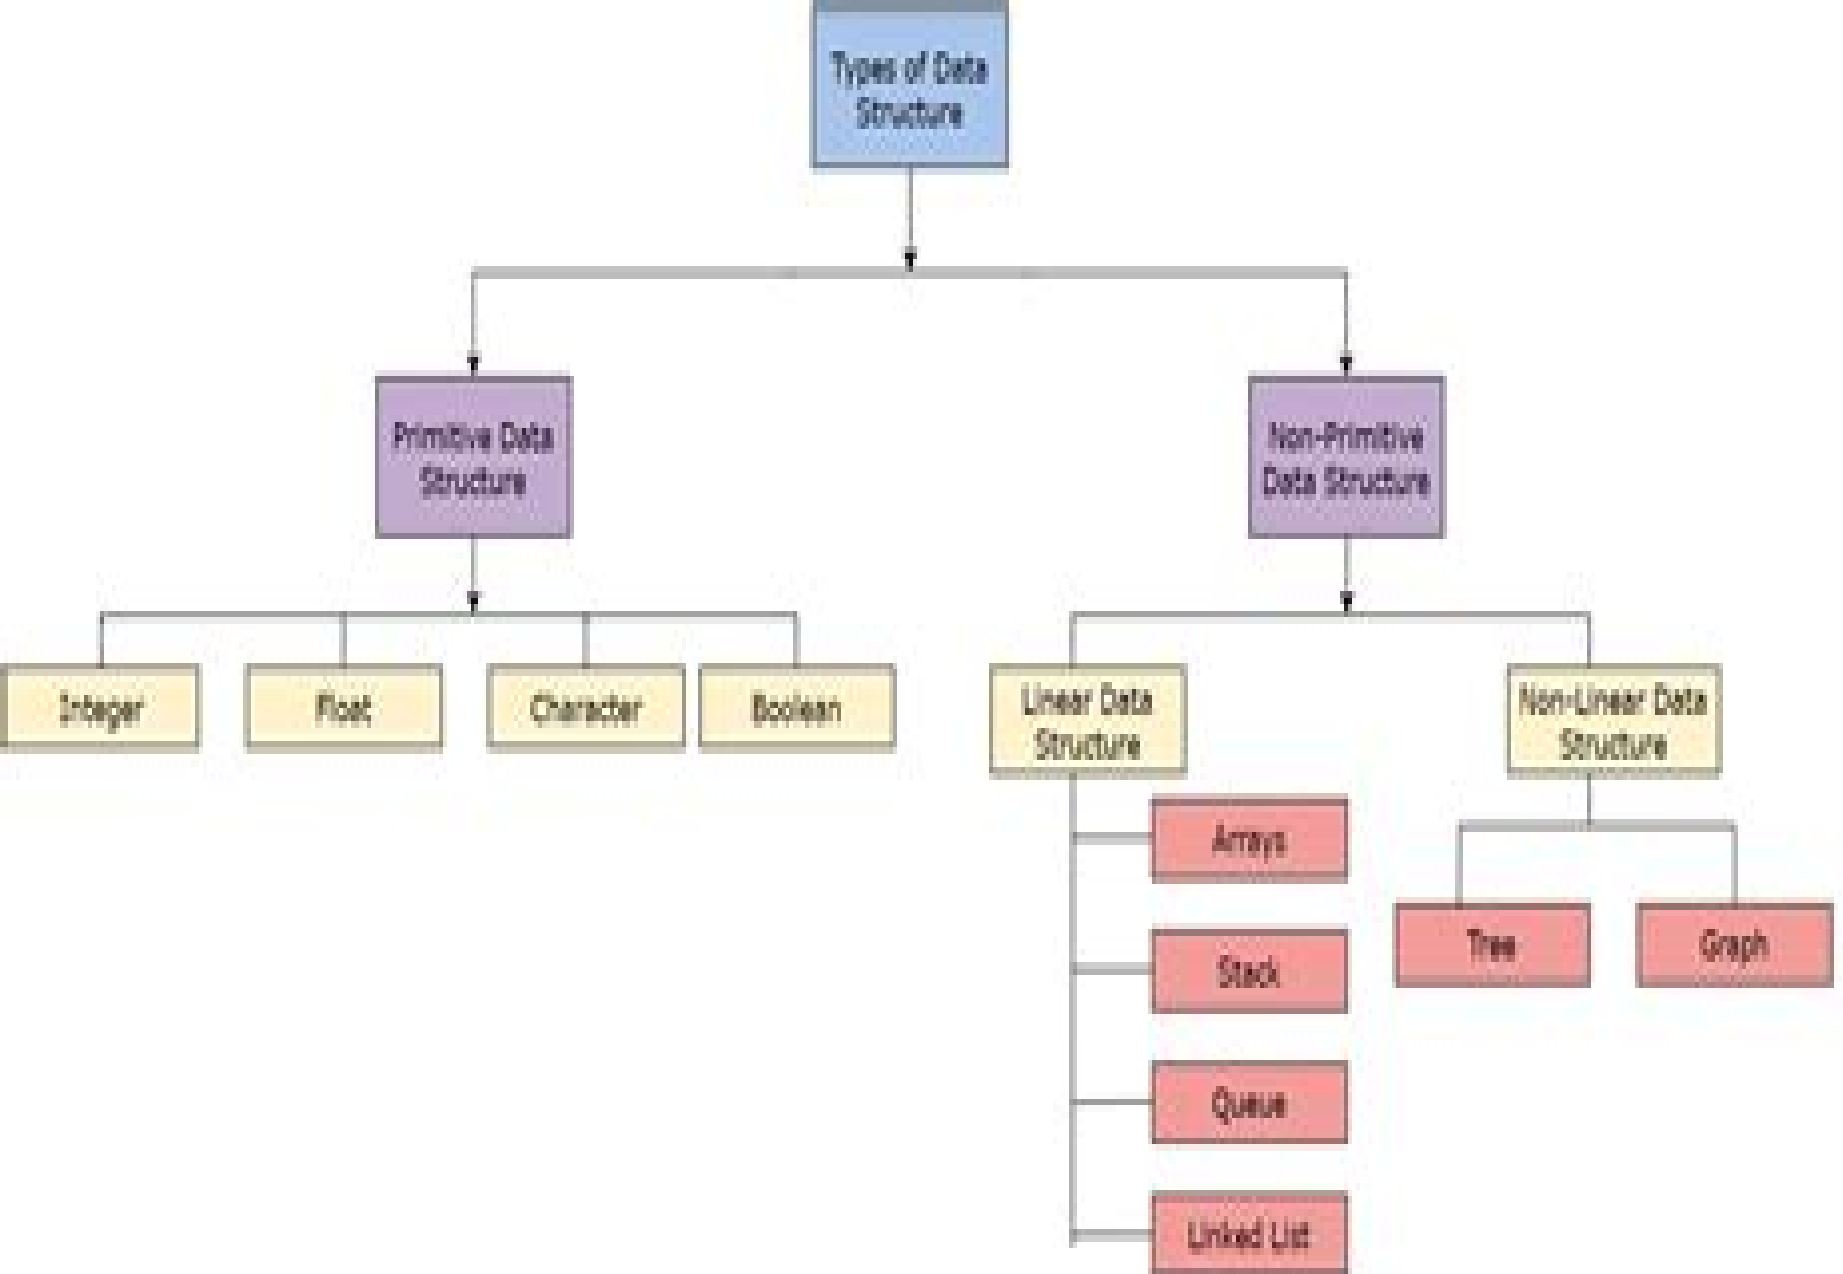 Types of Data
Structure
Primitive Data
Structure
Non-Primitive
Data Structure
Integer
Float
Character
Boolean
Linear Data
Structure
Non-Linear Data
Structure
Arrays
Stack
Queue
Linked List
Tree
Graph